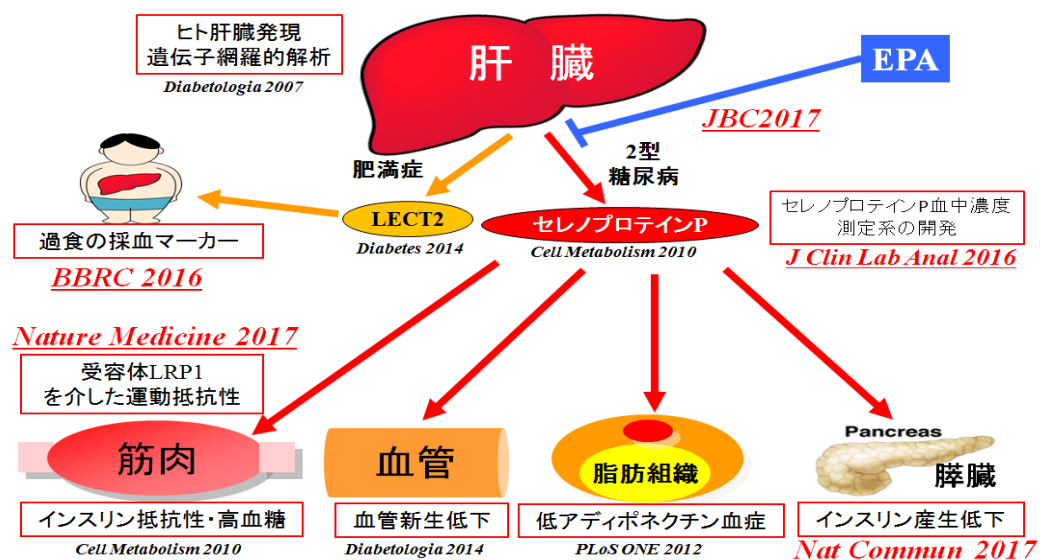 ヒト肝臓発現
遺伝子網羅的解析
Diabetologia 2007
肝 臓
EPA
JBC2017
肥満症
2型
糖尿病
LECT2
Diabetes 2014
セレノプロテインP
Cell Metabolism 2010
セレノプロテインP血中濃度
測定系の開発
J Clin Lab Anal 2016
過食の採血マーカー
BBRC 2016
Nature Medicine 2017
受容体LRP1
を介した運動抵抗性
筋肉
インスリン抵抗性・高血糖
Cell Metabolism 2010
血管
血管新生低下
Diabetologia 2014
脂肪組織
低アディポネクチン血症
PLoS ONE 2012
Pancreas
膵臓
インスリン産生低下
Nat Commun 2017